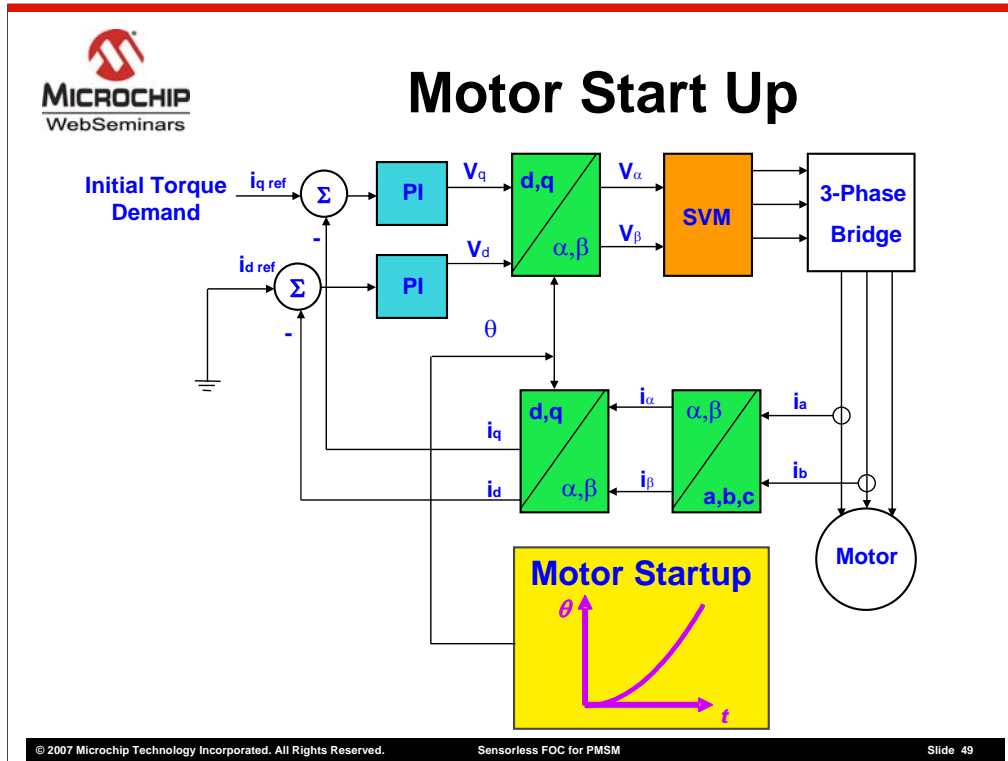 MICROCHIP
WebSeminars
Motor Start Up
Initial Torque
Demand
iq ref
Σ
-
PI
Vq
d,q
α,β
Vα
Vβ
SVM
3-Phase
Bridge
id ref
Σ
-
PI
Vd
θ
d,q
α,β
iα
iβ
α,β
a,b,c
ia
ib
iq
id
Motor
Motor Startup
θ
t
© 2007 Microchip Technology Incorporated. All Rights Reserved.
Sensorless FOC for PMSM
Slide 49